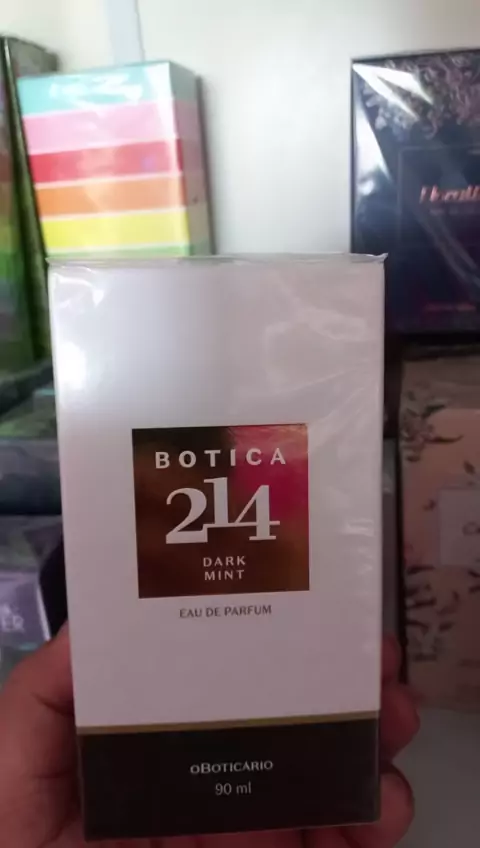 BOTICA
214
DARK
MINT
EAU DE PARFUM
oBOTICÁRIO
90 ml